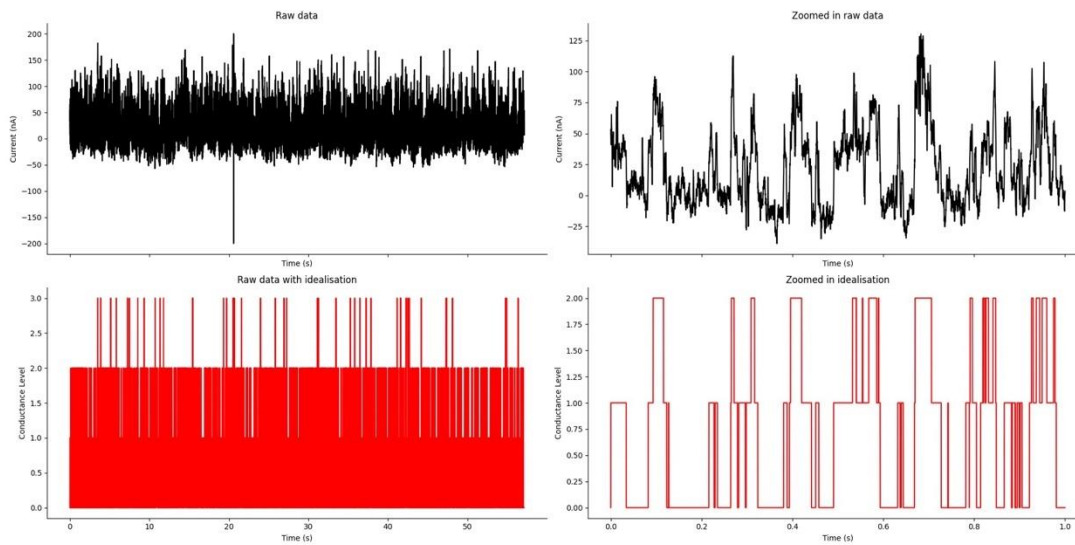 Raw data
Current (nA)
200
150
100
50
0
−50
−100
−150
−200
Time (s)
Zoomed in raw data
Current (nA)
125
100
75
50
25
0
−25
Time (s)
Raw data with idealisation
Conductance Level
3.0
2.5
2.0
1.5
1.0
0.5
0.0
0 10 20 30 40 50
Time (s)
Zoomed in idealisation
Conductance Level
2.00
1.75
1.50
1.25
1.00
0.75
0.50
0.25
0.00
0.0 0.2 0.4 0.6 0.8 1.0
Time (s)